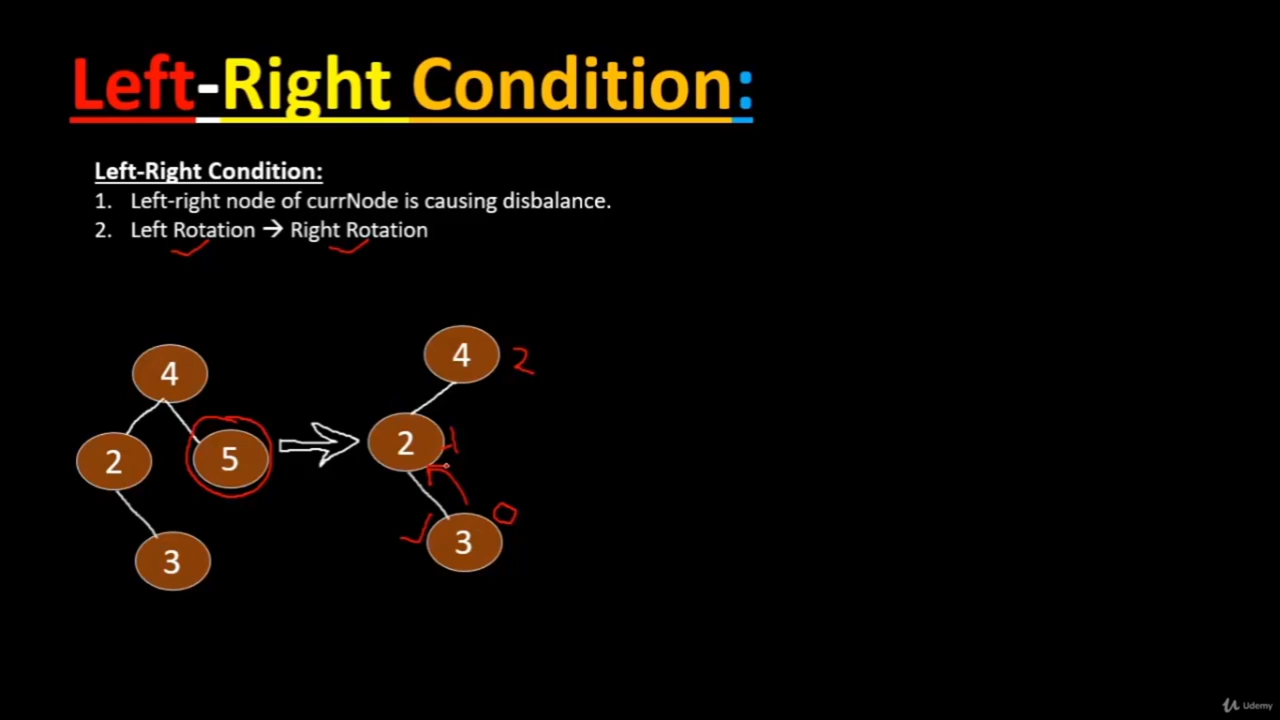 Left-Right Condition:
Left-Right Condition:
1. Left-right node of currNode is causing disbalance.
2. Left Rotation → Right Rotation
4
4 2
2
5
2
3
3 0
Udemy